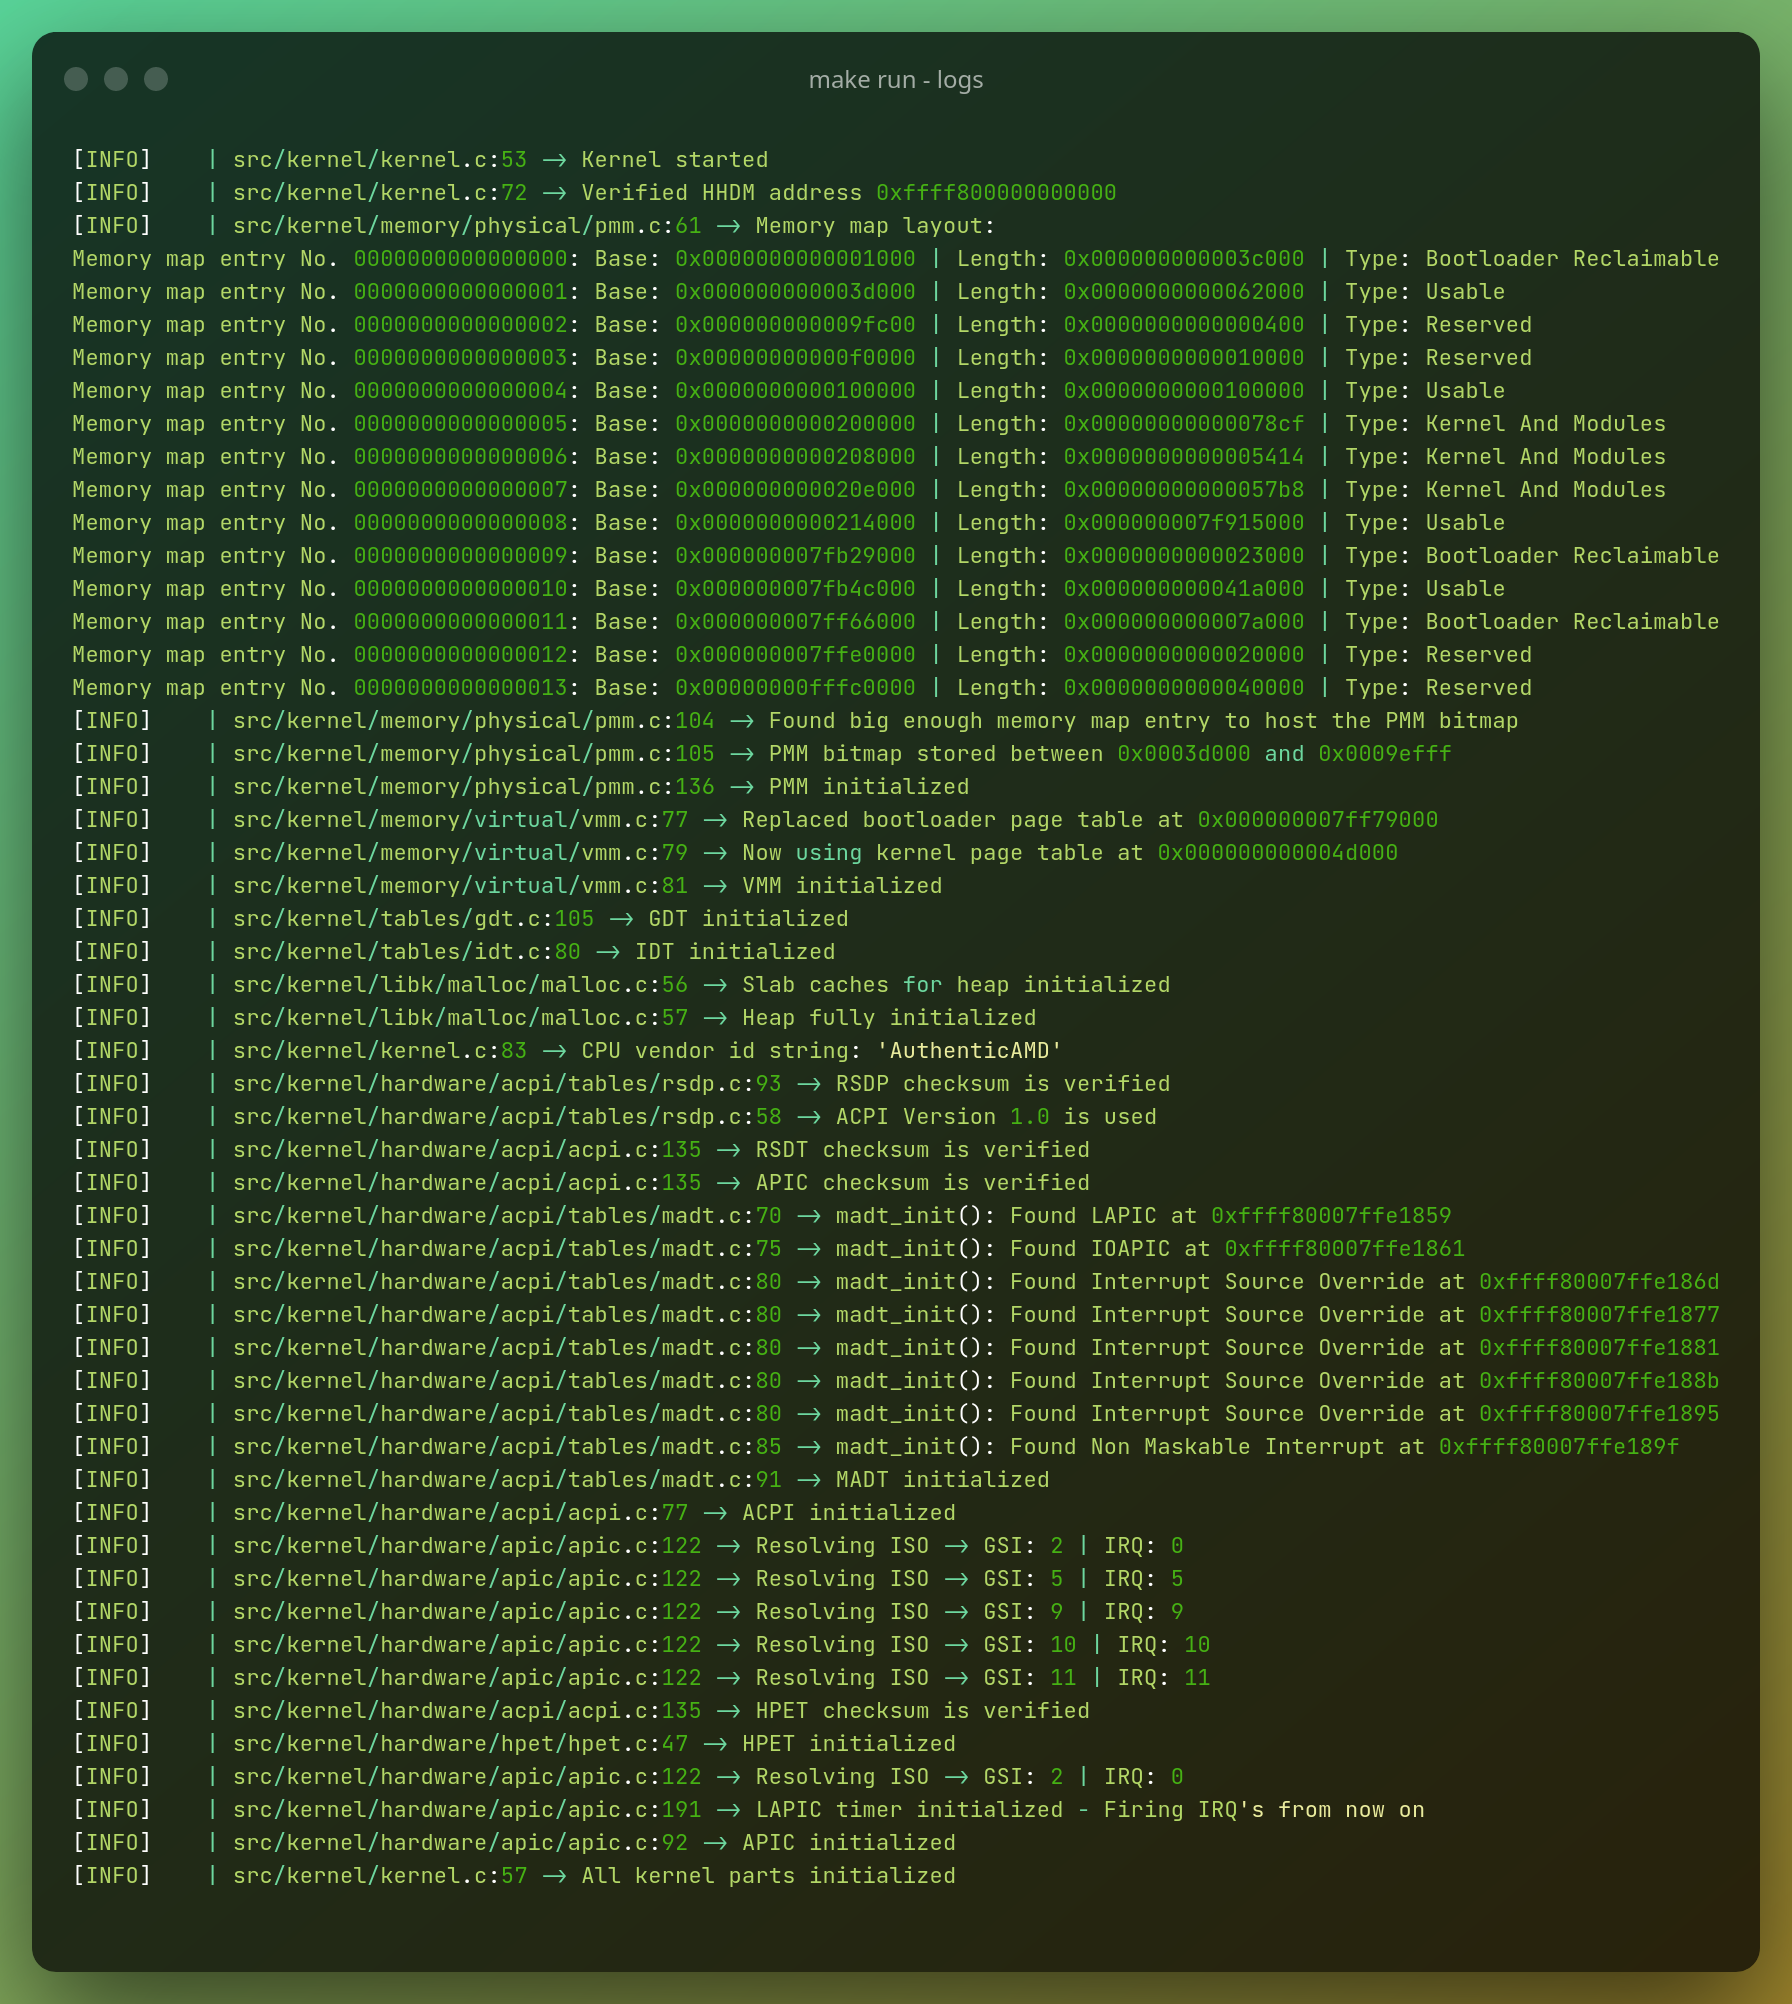 make run - logs
[INFO]    | src/kernel/kernel.c:53 -> Kernel started
[INFO]    | src/kernel/kernel.c:72 -> Verified HHDM address 0xffff800000000000
[INFO]    | src/kernel/memory/physical/pmm.c:61 -> Memory map layout:
Memory map entry No. 0000000000000000: Base: 0x0000000000001000 | Length: 0x000000000003c000 | Type: Bootloader Reclaimable
Memory map entry No. 0000000000000001: Base: 0x000000000003d000 | Length: 0x0000000000062000 | Type: Usable
Memory map entry No. 0000000000000002: Base: 0x000000000009fc00 | Length: 0x0000000000000400 | Type: Reserved
Memory map entry No. 0000000000000003: Base: 0x00000000000f0000 | Length: 0x0000000000010000 | Type: Reserved
Memory map entry No. 0000000000000004: Base: 0x0000000000100000 | Length: 0x0000000000100000 | Type: Usable
Memory map entry No. 0000000000000005: Base: 0x0000000000200000 | Length: 0x00000000000078cf | Type: Kernel And Modules
Memory map entry No. 0000000000000006: Base: 0x0000000000208000 | Length: 0x0000000000005414 | Type: Kernel And Modules
Memory map entry No. 0000000000000007: Base: 0x000000000020e000 | Length: 0x00000000000057b8 | Type: Kernel And Modules
Memory map entry No. 0000000000000008: Base: 0x0000000000214000 | Length: 0x000000007f915000 | Type: Usable
Memory map entry No. 0000000000000009: Base: 0x000000007fb29000 | Length: 0x0000000000023000 | Type: Bootloader Reclaimable
Memory map entry No. 0000000000000010: Base: 0x000000007fb4c000 | Length: 0x000000000041a000 | Type: Usable
Memory map entry No. 0000000000000011: Base: 0x000000007ff66000 | Length: 0x000000000007a000 | Type: Bootloader Reclaimable
Memory map entry No. 0000000000000012: Base: 0x000000007ffe0000 | Length: 0x0000000000020000 | Type: Reserved
Memory map entry No. 0000000000000013: Base: 0x00000000fffc0000 | Length: 0x0000000000040000 | Type: Reserved
[INFO]    | src/kernel/memory/physical/pmm.c:104 -> Found big enough memory map entry to host the PMM bitmap
[INFO]    | src/kernel/memory/physical/pmm.c:105 -> PMM bitmap stored between 0x0003d000 and 0x0009efff
[INFO]    | src/kernel/memory/physical/pmm.c:136 -> PMM initialized
[INFO]    | src/kernel/memory/virtual/vmm.c:77 -> Replaced bootloader page table at 0x000000007ff79000
[INFO]    | src/kernel/memory/virtual/vmm.c:79 -> Now using kernel page table at 0x000000000004d000
[INFO]    | src/kernel/memory/virtual/vmm.c:81 -> VMM initialized
[INFO]    | src/kernel/tables/gdt.c:105 -> GDT initialized
[INFO]    | src/kernel/tables/idt.c:80 -> IDT initialized
[INFO]    | src/kernel/libk/malloc/malloc.c:56 -> Slab caches for heap initialized
[INFO]    | src/kernel/libk/malloc/malloc.c:57 -> Heap fully initialized
[INFO]    | src/kernel/kernel.c:83 -> CPU vendor id string: 'AuthenticAMD'
[INFO]    | src/kernel/hardware/acpi/tables/rsdp.c:93 -> RSDP checksum is verified
[INFO]    | src/kernel/hardware/acpi/tables/rsdp.c:58 -> ACPI Version 1.0 is used
[INFO]    | src/kernel/hardware/acpi/acpi.c:135 -> RSDT checksum is verified
[INFO]    | src/kernel/hardware/acpi/acpi.c:135 -> APIC checksum is verified
[INFO]    | src/kernel/hardware/acpi/tables/madt.c:70 -> madt_init(): Found LAPIC at 0xffff80007ffe1859
[INFO]    | src/kernel/hardware/acpi/tables/madt.c:75 -> madt_init(): Found IOAPIC at 0xffff80007ffe1861
[INFO]    | src/kernel/hardware/acpi/tables/madt.c:80 -> madt_init(): Found Interrupt Source Override at 0xffff80007ffe186d
[INFO]    | src/kernel/hardware/acpi/tables/madt.c:80 -> madt_init(): Found Interrupt Source Override at 0xffff80007ffe1877
[INFO]    | src/kernel/hardware/acpi/tables/madt.c:80 -> madt_init(): Found Interrupt Source Override at 0xffff80007ffe1881
[INFO]    | src/kernel/hardware/acpi/tables/madt.c:80 -> madt_init(): Found Interrupt Source Override at 0xffff80007ffe188b
[INFO]    | src/kernel/hardware/acpi/tables/madt.c:80 -> madt_init(): Found Interrupt Source Override at 0xffff80007ffe1895
[INFO]    | src/kernel/hardware/acpi/tables/madt.c:85 -> madt_init(): Found Non Maskable Interrupt at 0xffff80007ffe189f
[INFO]    | src/kernel/hardware/acpi/tables/madt.c:91 -> MADT initialized
[INFO]    | src/kernel/hardware/acpi/acpi.c:77 -> ACPI initialized
[INFO]    | src/kernel/hardware/apic/apic.c:122 -> Resolving ISO -> GSI: 2 | IRQ: 0
[INFO]    | src/kernel/hardware/apic/apic.c:122 -> Resolving ISO -> GSI: 5 | IRQ: 5
[INFO]    | src/kernel/hardware/apic/apic.c:122 -> Resolving ISO -> GSI: 9 | IRQ: 9
[INFO]    | src/kernel/hardware/apic/apic.c:122 -> Resolving ISO -> GSI: 10 | IRQ: 10
[INFO]    | src/kernel/hardware/apic/apic.c:122 -> Resolving ISO -> GSI: 11 | IRQ: 11
[INFO]    | src/kernel/hardware/acpi/acpi.c:135 -> HPET checksum is verified
[INFO]    | src/kernel/hardware/hpet/hpet.c:47 -> HPET initialized
[INFO]    | src/kernel/hardware/apic/apic.c:122 -> Resolving ISO -> GSI: 2 | IRQ: 0
[INFO]    | src/kernel/hardware/apic/apic.c:191 -> LAPIC timer initialized - Firing IRQ's from now on
[INFO]    | src/kernel/hardware/apic/apic.c:92 -> APIC initialized
[INFO]    | src/kernel/kernel.c:57 -> All kernel parts initialized